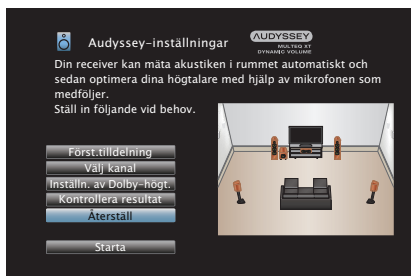 Audyssey-inställningar
AUDYSSEY
MULTEQ XT
DYNAMIC VOLUME
Din receiver kan mäta akustiken i rummet automatiskt och
sedan optimera dina högtalare med hjälp av mikrofonen som
medföljer.
Ställ in följande vid behov.
Först.tilldelning
Välj kanal
Inställn. av Dolby-högt.
Kontrollera resultat
Återställ
Starta